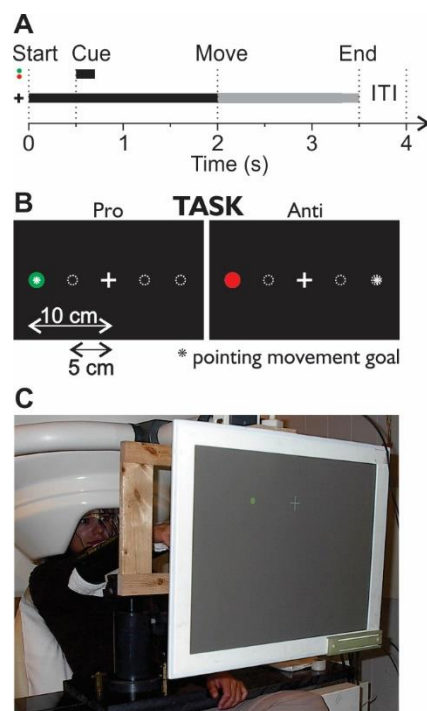 A
Start Cue Move End
ITI
0 1 2 3 4
Time (s)
B
TASK
Pro Anti
10 cm
5 cm
* pointing movement goal
C